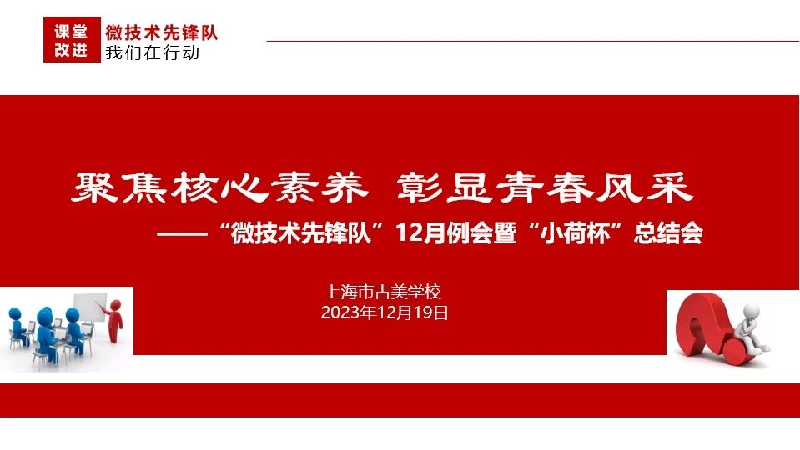 课堂
改进
微技术先锋队
我们在行动
聚焦核心素养 彰显青春风采
——“微技术先锋队”12月例会暨“小荷杯”总结会
上海市古美学校
2023年12月19日